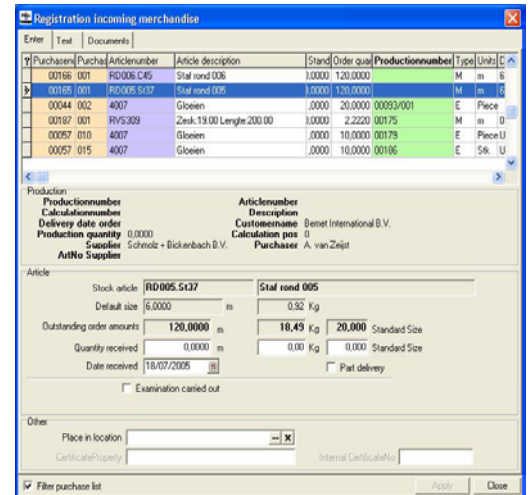 Registration incoming merchandise
Enter Text Documents
? Purchasen Purchas Articlenumber Article description Stand Order quar Productionnumber Type Units
00166 001 RD006.C45 Staf rond 006 ),0000 120,0000 M m 6
00165 001 RD005.St37 Staf rond 005 ),0000 120,0000 M m 6
00044 002 4007 Gloeien ,0000 20,0000 00093/001 E Piece
00187 001 RVS309 Zesk:19.00 Lengte:200.00 ,0000 2,2220 00175 M m 0
00057 010 4007 Gloeien ,0000 10,0000 00179 E Piece U
00057 015 4007 Gloeien ,0000 10,0000 00186 E Stk. U
Production
Productionnumber Articlenumber
Calculationnumber Description
Delivery date order Customername Bemet International B.V.
Production quantity 0,0000 Calculation pos 0
Supplier Schmolz + Bickenbach B.V. Purchaser A. van Zeijst
ArtNo Supplier
Article
Stock article RD005.St37 Staf rond 005
Default size 6,0000 m 0,92 Kg
Outstanding order amounts 120,0000 m 18,49 Kg 20,000 Standard Size
Quantity received 0,0000 m 0,00 Kg 0,000 Standard Size
Date received 18/07/2005 Part delivery
Examination carried out
Other
Place in location ... x
CertificateProperty Internal CertificateNo
Filter purchase list Apply Close